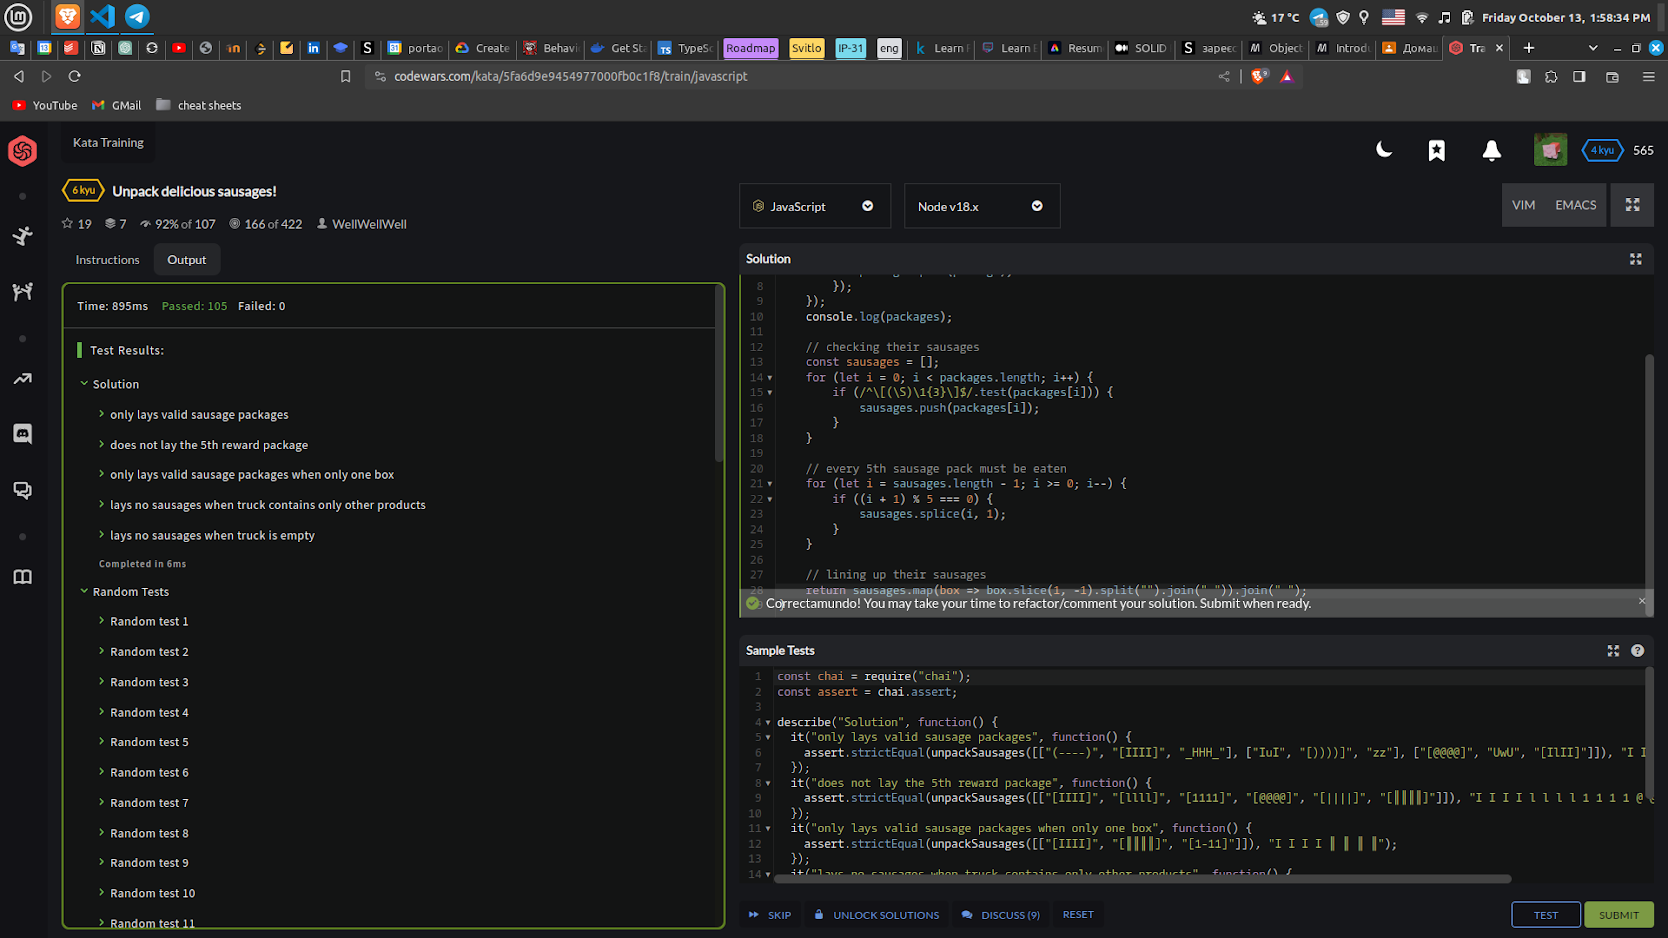 17 °C
Friday October 13, 1:58:34 PM
portao
Create
Behavi
Get Sta
TypeSc
Roadmap
Svitlo
IP-31
eng
Learn F
Learn E
Resum
SOLID
зарееc
Object
Introdu
Домаш
Tra
codewars.com/kata/5fa6d9e9454977000fb0c1f8/train/javascript
YouTube
GMail
cheat sheets
Kata Training
4 kyu
565
6 kyu
Unpack delicious sausages!
19
7
92% of 107
166 of 422
WellWellWell
JavaScript
Node v18.x
VIM
EMACS
Instructions
Output
Time: 895ms Passed: 105 Failed: 0
Test Results:
Solution
only lays valid sausage packages
does not lay the 5th reward package
only lays valid sausage packages when only one box
lays no sausages when truck contains only other products
lays no sausages when truck is empty
Completed in 6ms
Random Tests
Random test 1
Random test 2
Random test 3
Random test 4
Random test 5
Random test 6
Random test 7
Random test 8
Random test 9
Random test 10
Random test 11
Solution
8 });
9 });
10 console.log(packages);
11
12 // checking their sausages
13 const sausages = [];
14 for (let i = 0; i < packages.length; i++) {
15 if (/^\[(\S)\1{3}\]$/.test(packages[i])) {
16 sausages.push(packages[i]);
17 }
18 }
19
20 // every 5th sausage pack must be eaten
21 for (let i = sausages.length - 1; i >= 0; i--) {
22 if ((i + 1) % 5 === 0) {
23 sausages.splice(i, 1);
24 }
25 }
26
27 // lining up their sausages
28 return sausages.map(box => box.slice(1, -1).split("").join(" ")).join(" ");
Correctamundo! You may take your time to refactor/comment your solution. Submit when ready.
Sample Tests
1 const chai = require("chai");
2 const assert = chai.assert;
3
4 describe("Solution", function() {
5 it("only lays valid sausage packages", function() {
6 assert.strictEqual(unpackSausages([["(----)", "[IIII]", "_HHH_"], ["IuI", "[))))]", "zz"], ["[@@@@]", "UwU", "[IlII]"]]), "I I
7 });
8 it("does not lay the 5th reward package", function() {
9 assert.strictEqual(unpackSausages([["[IIII]", "[llll]", "[1111]", "[@@@@]", "[||||]", "[║║║║]"]]), "I I I I l l l l 1 1 1 1 @
10 });
11 it("only lays valid sausage packages when only one box", function() {
12 assert.strictEqual(unpackSausages([["[IIII]", "[║║║║]", "[1-11]"]]), "I I I I ║ ║ ║ ║");
13 });
14 it("lays no sausages when truck contains only other products", function() {
SKIP
UNLOCK SOLUTIONS
DISCUSS (9)
RESET
TEST
SUBMIT